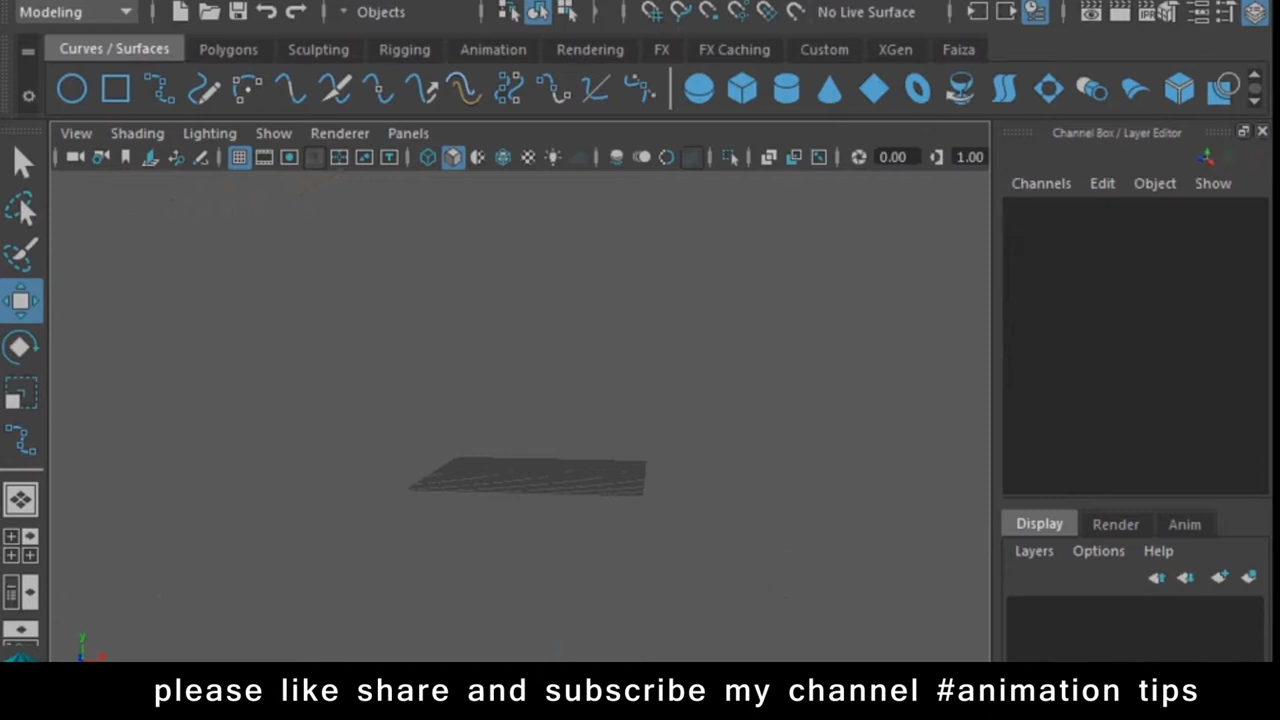 Modeling
Objects
No Live Surface
IPR
Curves / Surfaces
Polygons
Sculpting
Rigging
Animation
Rendering
FX
FX Caching
Custom
XGen
Faiza
View
Shading
Lighting
Show
Renderer
Panels
Channel Box / Layer Editor
0.00
1.00
Channels
Edit
Object
Show
Display
Render
Anim
Layers
Options
Help
y
please like share and subscribe my channel #animation tips